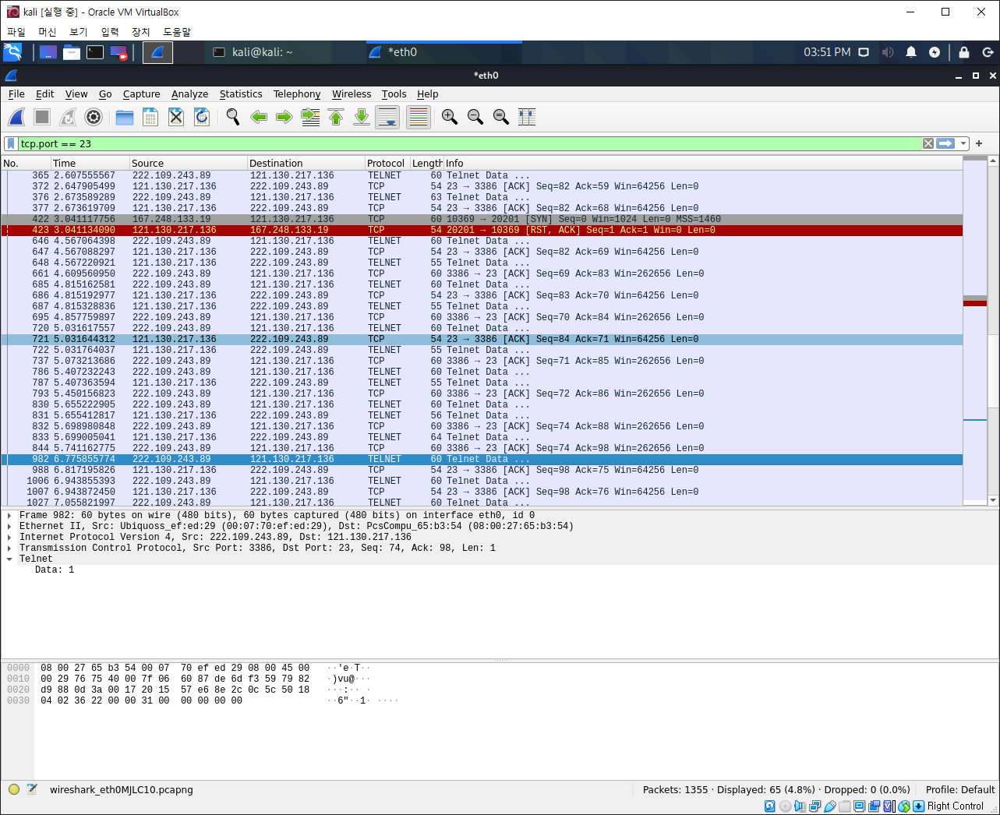 kali [실행 중] - Oracle VM VirtualBox
파일 머신 보기 입력 장치 도움말
kali@kali: ~ *eth0 03:51 PM
*eth0
File Edit View Go Capture Analyze Statistics Telephony Wireless Tools Help
tcp.port == 23
No. Time Source Destination Protocol Length Info
365 2.607555567 222.109.243.89 121.130.217.136 TELNET 60 Telnet Data ...
372 2.647905499 121.130.217.136 222.109.243.89 TCP 54 23 → 3386 [ACK] Seq=82 Ack=59 Win=64256 Len=0
376 2.673589289 222.109.243.89 121.130.217.136 TELNET 63 Telnet Data ...
377 2.673619709 121.130.217.136 222.109.243.89 TCP 54 23 → 3386 [ACK] Seq=82 Ack=68 Win=64256 Len=0
422 3.041117756 167.248.133.19 121.130.217.136 TCP 60 10369 → 20201 [SYN] Seq=0 Win=1024 Len=0 MSS=1460
423 3.041134090 121.130.217.136 167.248.133.19 TCP 54 20201 → 10369 [RST, ACK] Seq=1 Ack=1 Win=0 Len=0
646 4.567064398 222.109.243.89 121.130.217.136 TELNET 60 Telnet Data ...
647 4.567088297 121.130.217.136 222.109.243.89 TCP 54 23 → 3386 [ACK] Seq=82 Ack=69 Win=64256 Len=0
648 4.567220921 121.130.217.136 222.109.243.89 TELNET 55 Telnet Data ...
661 4.609560950 222.109.243.89 121.130.217.136 TCP 60 3386 → 23 [ACK] Seq=69 Ack=83 Win=262656 Len=0
685 4.815162581 222.109.243.89 121.130.217.136 TELNET 60 Telnet Data ...
686 4.815192977 121.130.217.136 222.109.243.89 TCP 54 23 → 3386 [ACK] Seq=83 Ack=70 Win=64256 Len=0
687 4.815328836 121.130.217.136 222.109.243.89 TELNET 55 Telnet Data ...
695 4.857759897 222.109.243.89 121.130.217.136 TCP 60 3386 → 23 [ACK] Seq=70 Ack=84 Win=262656 Len=0
720 5.031617557 222.109.243.89 121.130.217.136 TELNET 60 Telnet Data ...
721 5.031644312 121.130.217.136 222.109.243.89 TCP 54 23 → 3386 [ACK] Seq=84 Ack=71 Win=64256 Len=0
722 5.031764037 121.130.217.136 222.109.243.89 TELNET 55 Telnet Data ...
737 5.073213686 222.109.243.89 121.130.217.136 TCP 60 3386 → 23 [ACK] Seq=71 Ack=85 Win=262656 Len=0
786 5.407232243 222.109.243.89 121.130.217.136 TELNET 60 Telnet Data ...
787 5.407363594 121.130.217.136 222.109.243.89 TELNET 55 Telnet Data ...
793 5.450156823 222.109.243.89 121.130.217.136 TCP 60 3386 → 23 [ACK] Seq=72 Ack=86 Win=262656 Len=0
830 5.655222905 222.109.243.89 121.130.217.136 TELNET 60 Telnet Data ...
831 5.655412817 121.130.217.136 222.109.243.89 TELNET 56 Telnet Data ...
832 5.698980848 222.109.243.89 121.130.217.136 TCP 60 3386 → 23 [ACK] Seq=74 Ack=88 Win=262656 Len=0
833 5.699005041 121.130.217.136 222.109.243.89 TELNET 64 Telnet Data ...
844 5.741162775 222.109.243.89 121.130.217.136 TCP 60 3386 → 23 [ACK] Seq=74 Ack=98 Win=262656 Len=0
982 6.775855774 222.109.243.89 121.130.217.136 TELNET 60 Telnet Data ...
988 6.817195826 121.130.217.136 222.109.243.89 TCP 54 23 → 3386 [ACK] Seq=98 Ack=75 Win=64256 Len=0
1006 6.943855393 222.109.243.89 121.130.217.136 TELNET 60 Telnet Data ...
1007 6.943872450 121.130.217.136 222.109.243.89 TCP 54 23 → 3386 [ACK] Seq=98 Ack=76 Win=64256 Len=0
1027 7.055821997 222.109.243.89 121.130.217.136 TELNET 60 Telnet Data ...
Frame 982: 60 bytes on wire (480 bits), 60 bytes captured (480 bits) on interface eth0, id 0
Ethernet II, Src: Ubiquoss_ef:ed:29 (00:07:70:ef:ed:29), Dst: PcsCompu_65:b3:54 (08:00:27:65:b3:54)
Internet Protocol Version 4, Src: 222.109.243.89, Dst: 121.130.217.136
Transmission Control Protocol, Src Port: 3386, Dst Port: 23, Seq: 74, Ack: 98, Len: 1
Telnet
Data: 1
0000 08 00 27 65 b3 54 00 07 70 ef ed 29 08 00 45 00 ··'e·T··
0010 00 29 76 75 40 00 7f 06 60 87 de 6d f3 59 79 82 ·)vu@···
0020 d9 88 0d 3a 00 17 20 15 57 e6 8e 2c 0c 5c 50 18 ···:·· ·
0030 04 02 36 22 00 00 31 00 00 00 00 00 ··6"··1· ····
wireshark_eth0MJLC10.pcapng Packets: 1355 · Displayed: 65 (4.8%) · Dropped: 0 (0.0%) Profile: Default
Right Control